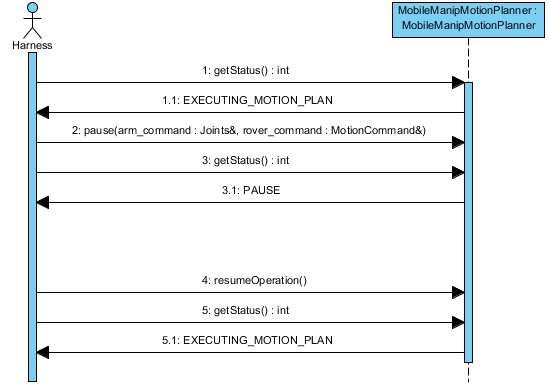 MobileManipMotionPlanner :
MobileManipMotionPlanner
Harness
1: getStatus() : int
1.1: EXECUTING_MOTION_PLAN
2: pause(arm_command : Joints&, rover_command : MotionCommand&)
3: getStatus() : int
3.1: PAUSE
4: resumeOperation()
5: getStatus() : int
5.1: EXECUTING_MOTION_PLAN